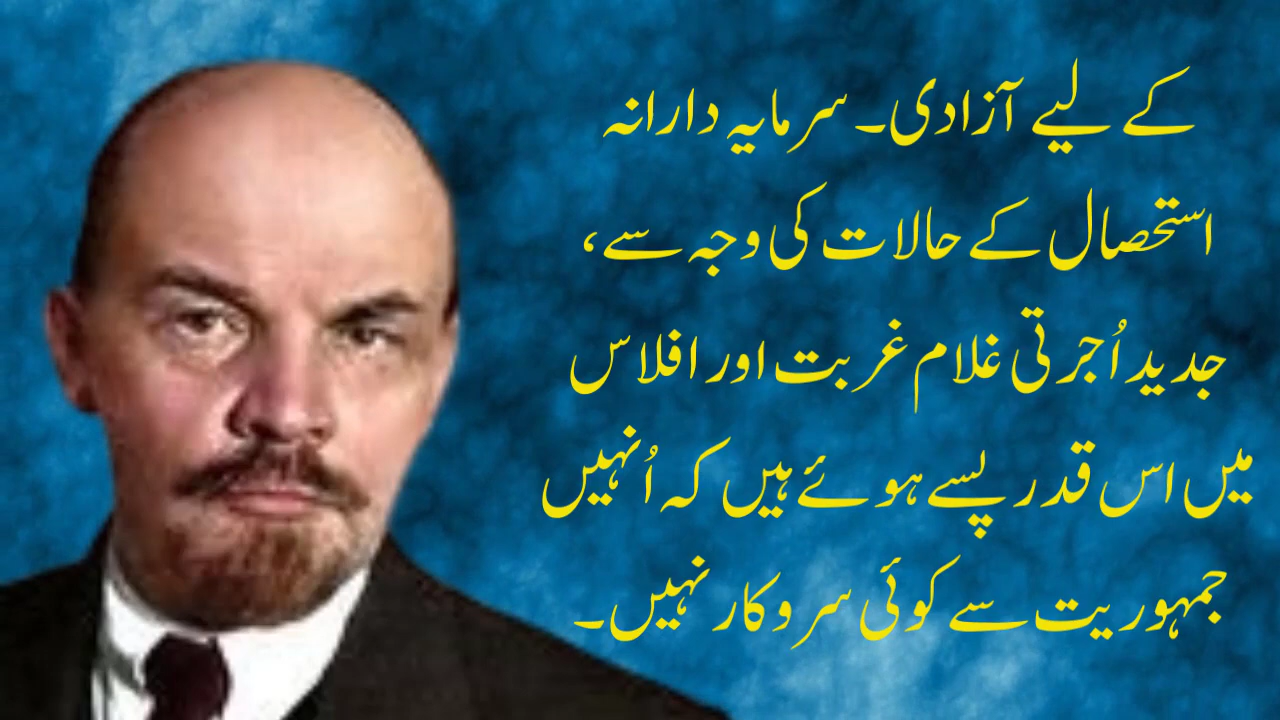 کے لیے آزادی۔ سرمایہ دارانہ
استحصال کے حالات کی وجہ سے،
جدید اُجرتی غلام غربت اور افلاس
میں اس قدر پسے ہوئے ہیں کہ اُنہیں
جمہوریت سے کوئی سروکار نہیں۔